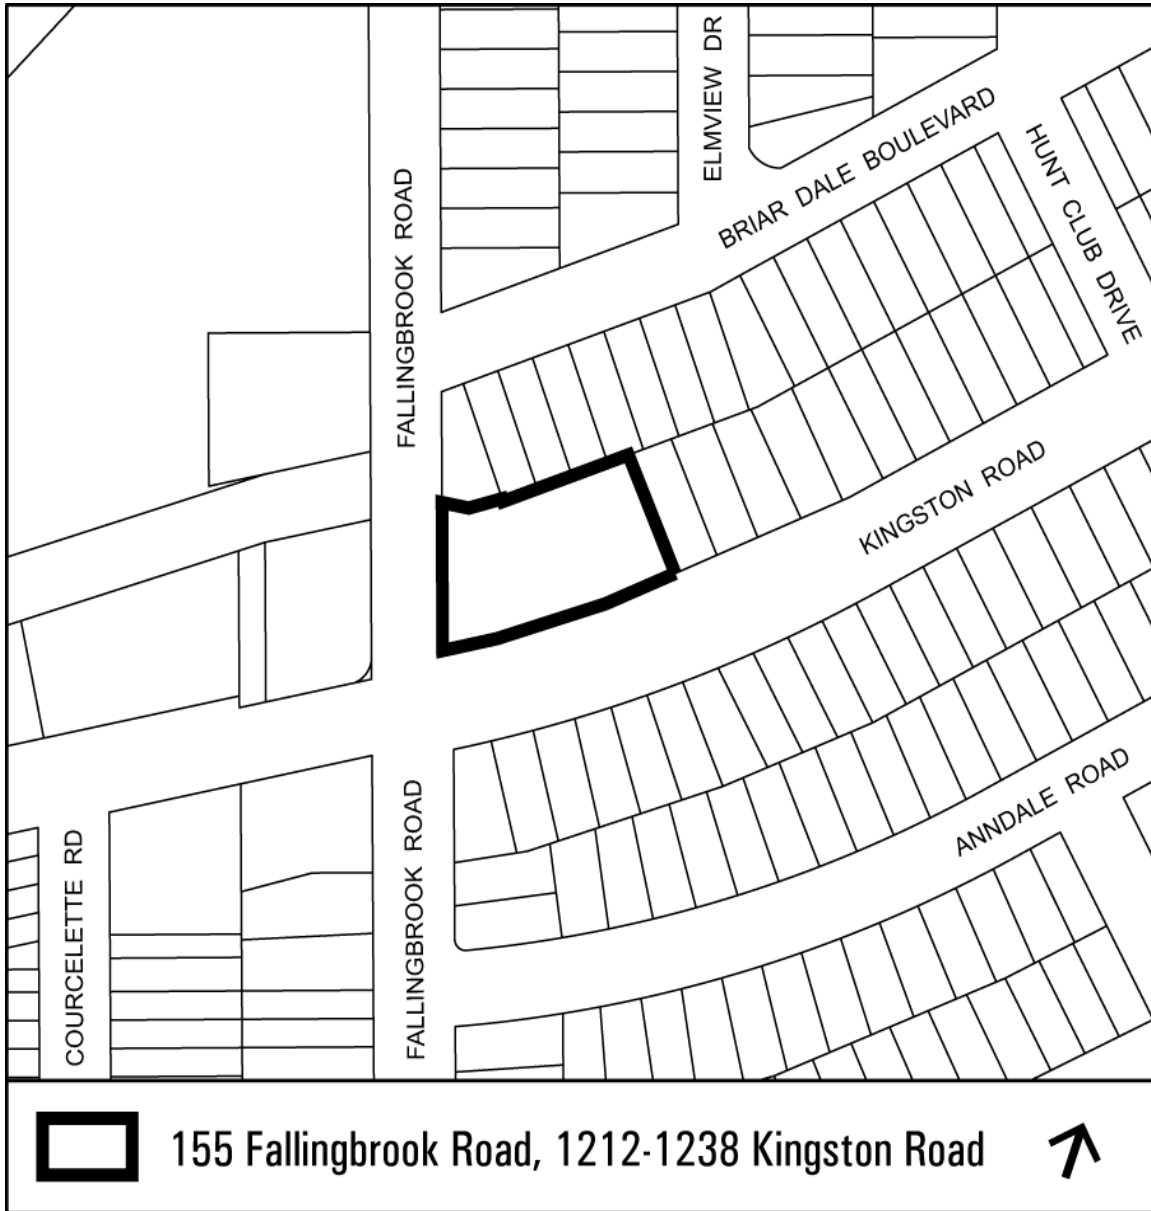 ELMVIEW DR
BRIAR DALE BOULEVARD
HUNT CLUB DRIVE
FALLINGBROOK ROAD
KINGSTON ROAD
ANNDALE ROAD
FALLINGBROOK ROAD
COURCELETTE RD
155 Fallingbrook Road, 1212-1238 Kingston Road